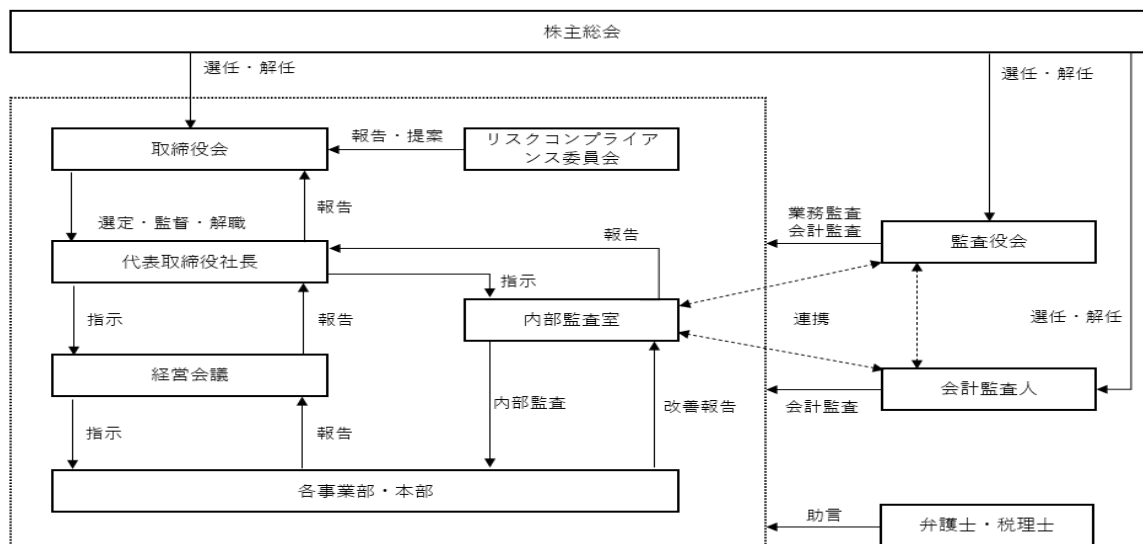 株主総会
選任・解任
選任・解任
取締役会
報告・提案
リスクコンプライア
ンス委員会
選定・監督・解職
報告
業務監査
会計監査
監査役会
代表取締役社長
報告
指示
内部監査室
連携
選任・解任
指示
報告
経営会議
会計監査人
会計監査
内部監査
改善報告
指示
報告
各事業部・本部
助言
弁護士・税理士